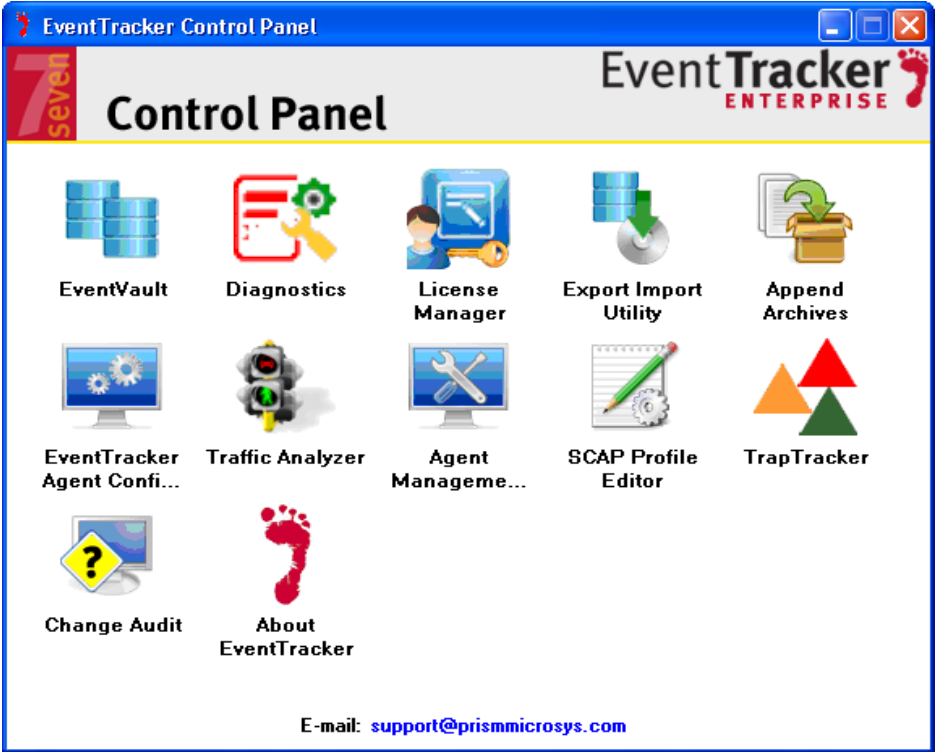 EventTracker Control Panel
7
seven
Control Panel
EventTracker
ENTERPRISE
EventVault
Diagnostics
License
Manager
Export Import
Utility
Append
Archives
EventTracker
Agent Confi...
Traffic Analyzer
Agent
Manageme...
SCAP Profile
Editor
TrapTracker
?
Change Audit
About
EventTracker
E-mail: support@prismmicrosys.com